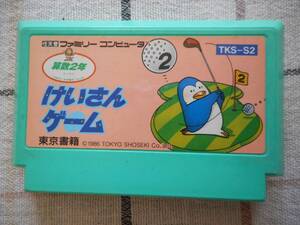 ファミリー コンピュータ
TKS-S2
算数2年
2
2
けいさん
ゲーム
東京書籍
© 1986 TOKYO SHOSEKI Co.